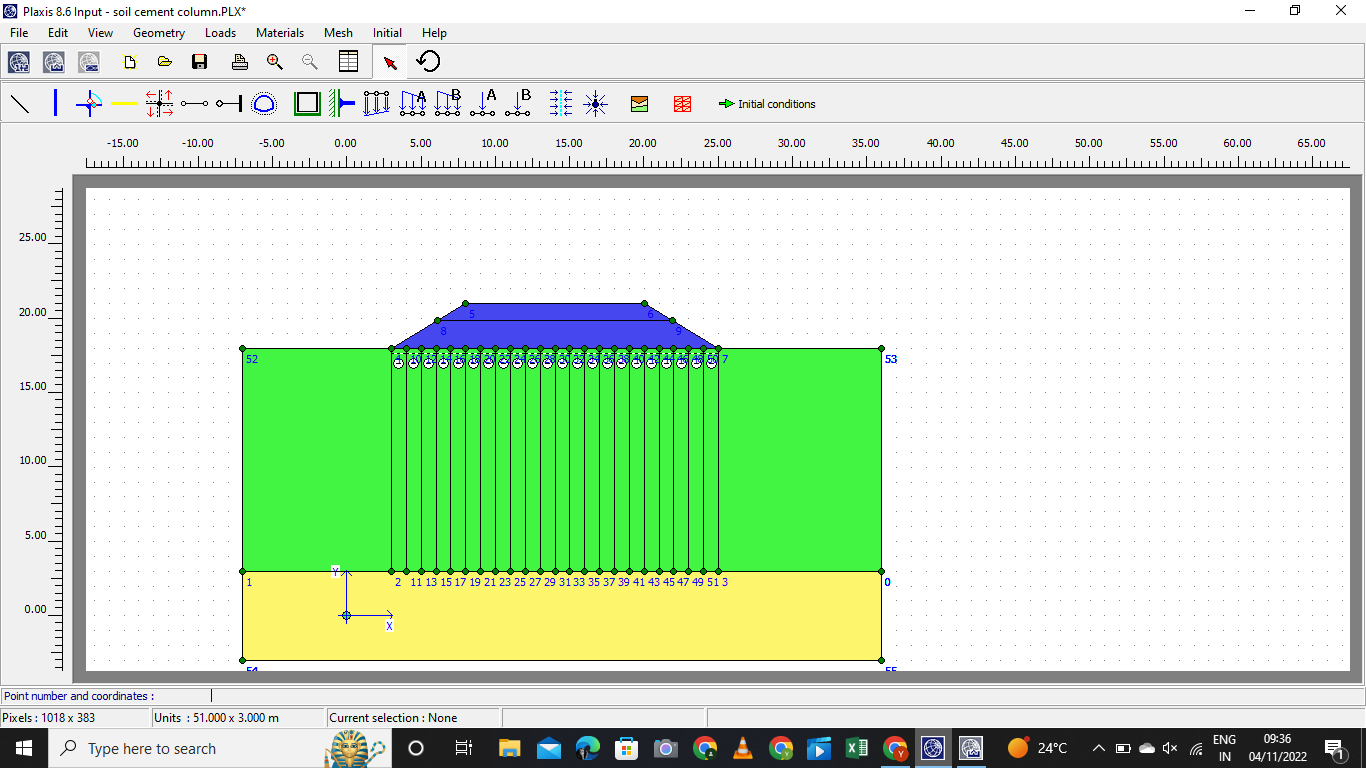 Plaxis 8.6 Input - soil cement column.PLX*
File Edit View Geometry Loads Materials Mesh Initial Help
A B A B Initial conditions
-15.00 -10.00 -5.00 0.00 5.00 10.00 15.00 20.00 25.00 30.00 35.00 40.00 45.00 50.00 55.00 60.00 65.00
25.00
20.00
5 6
8 9
52 7 53
15.00
10.00
5.00
Y
1 2 11 13 15 17 19 21 23 25 27 29 31 33 35 37 39 41 43 45 47 49 51 3 0
0.00
X
54 55
Point number and coordinates :
Pixels : 1018 x 383 Units : 51.000 x 3.000 m Current selection : None
Type here to search
24°C
ENG
IN
09:36
04/11/2022
1